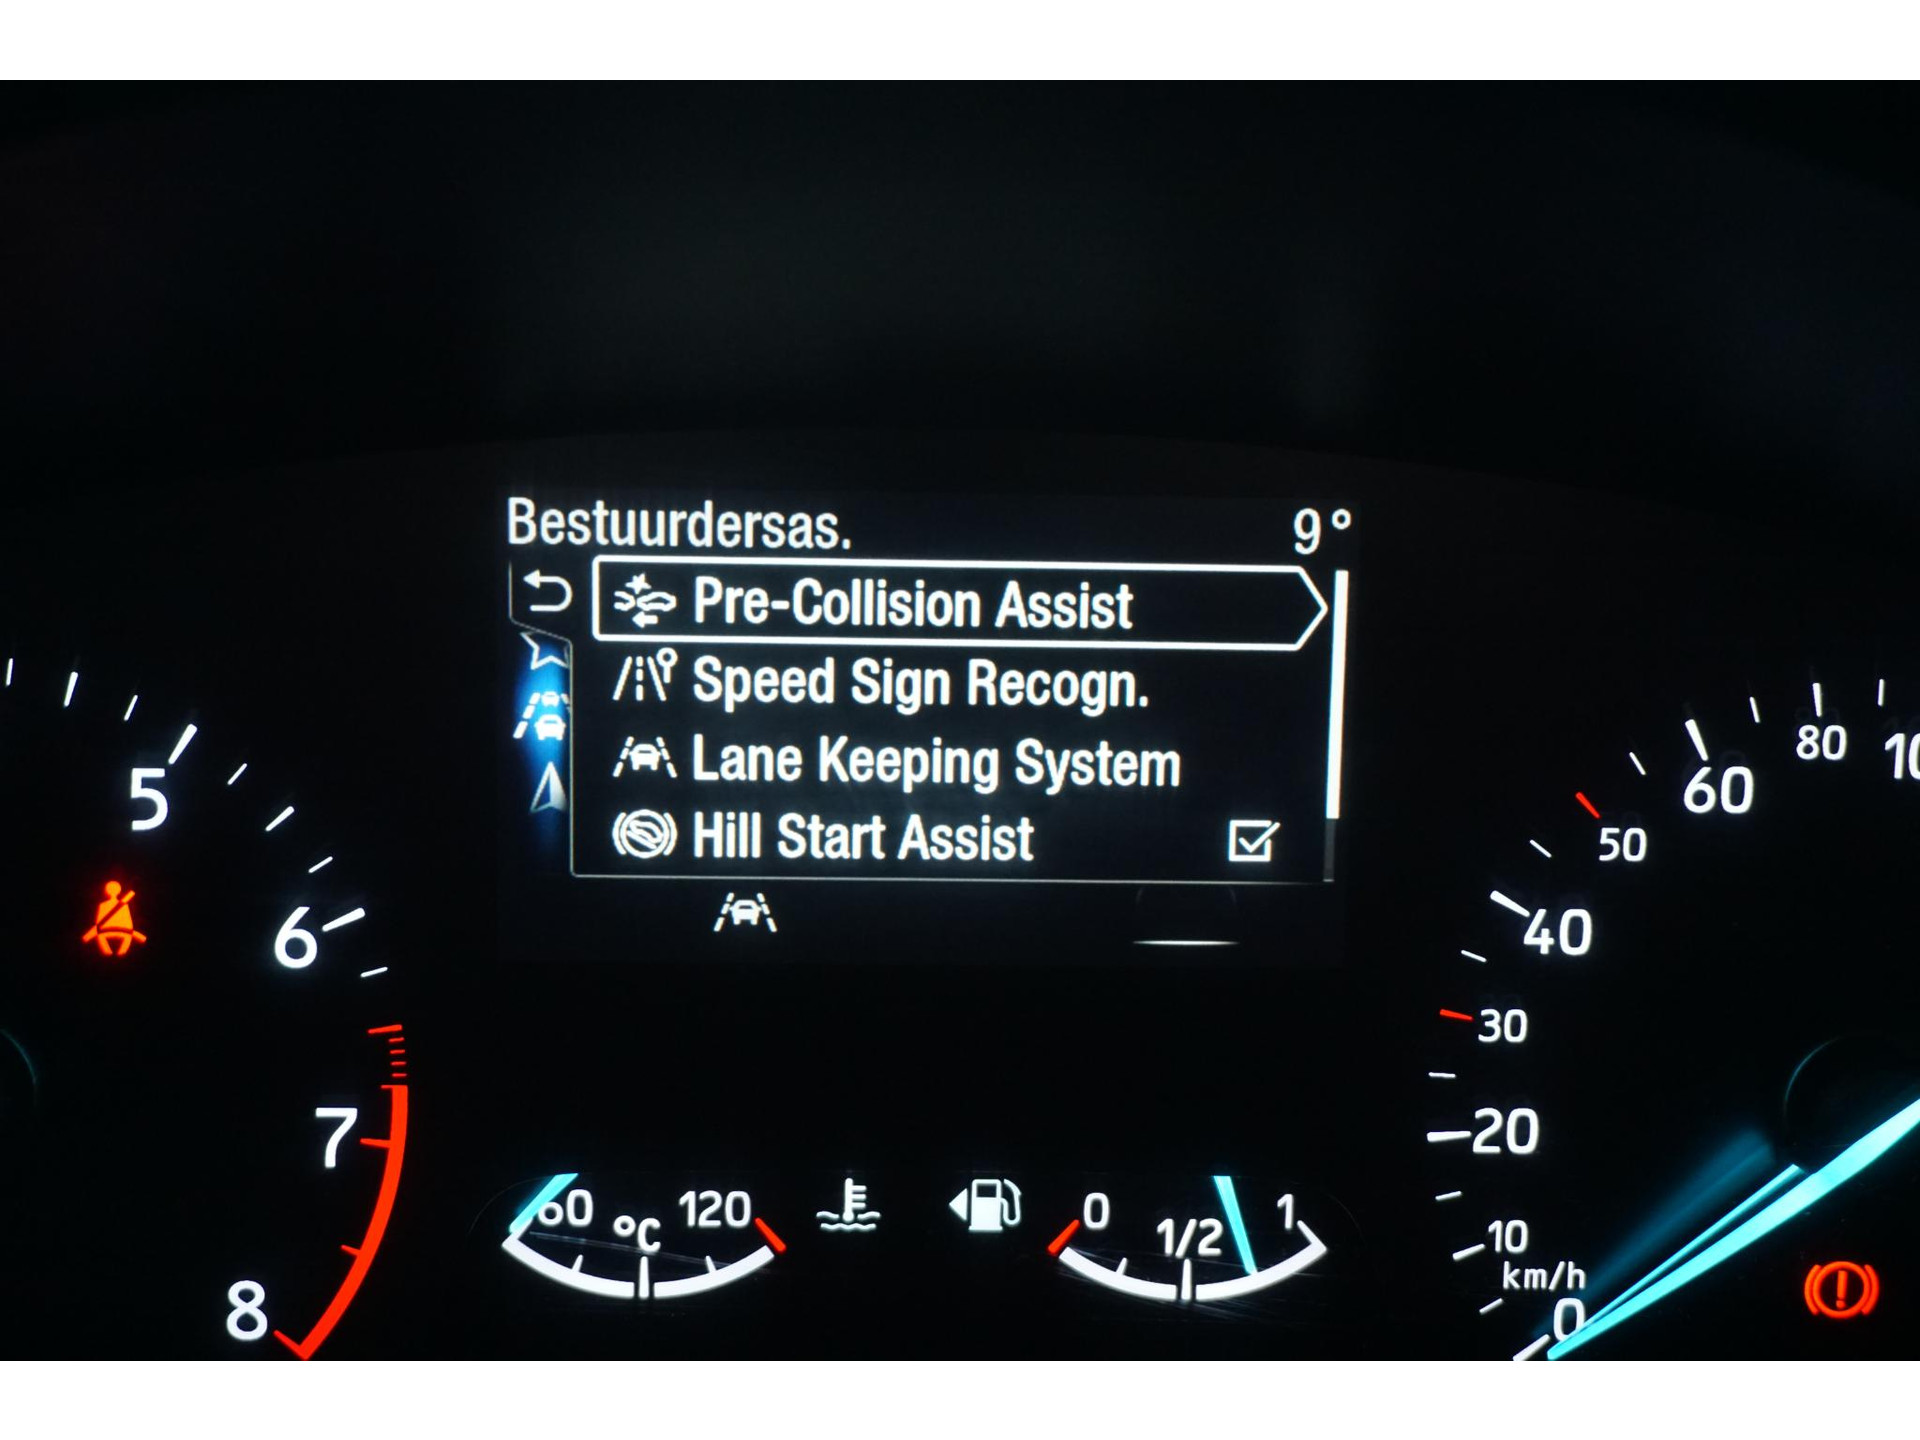 Bestuurdersas. 9°
Pre-Collision Assist
Speed Sign Recogn.
Lane Keeping System
Hill Start Assist
5
6
7
8
60 °C 120
0 1/2 1
80
60
50
40
30
20
10
km/h
0